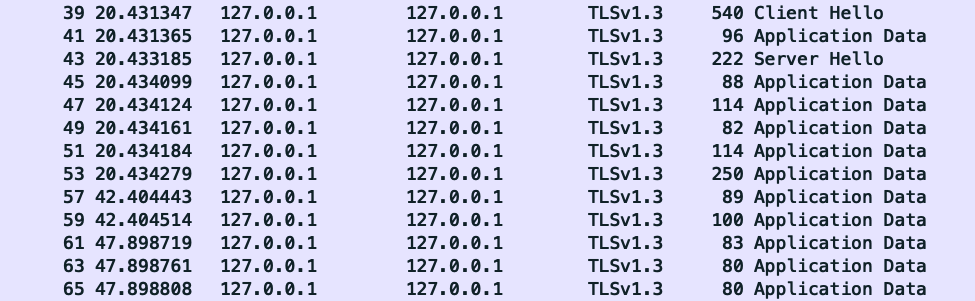 39 20.431347 127.0.0.1 127.0.0.1 TLSv1.3 540 Client Hello
41 20.431365 127.0.0.1 127.0.0.1 TLSv1.3 96 Application Data
43 20.433185 127.0.0.1 127.0.0.1 TLSv1.3 222 Server Hello
45 20.434099 127.0.0.1 127.0.0.1 TLSv1.3 88 Application Data
47 20.434124 127.0.0.1 127.0.0.1 TLSv1.3 114 Application Data
49 20.434161 127.0.0.1 127.0.0.1 TLSv1.3 82 Application Data
51 20.434184 127.0.0.1 127.0.0.1 TLSv1.3 114 Application Data
53 20.434279 127.0.0.1 127.0.0.1 TLSv1.3 250 Application Data
57 42.404443 127.0.0.1 127.0.0.1 TLSv1.3 89 Application Data
59 42.404514 127.0.0.1 127.0.0.1 TLSv1.3 100 Application Data
61 47.898719 127.0.0.1 127.0.0.1 TLSv1.3 83 Application Data
63 47.898761 127.0.0.1 127.0.0.1 TLSv1.3 80 Application Data
65 47.898808 127.0.0.1 127.0.0.1 TLSv1.3 80 Application Data